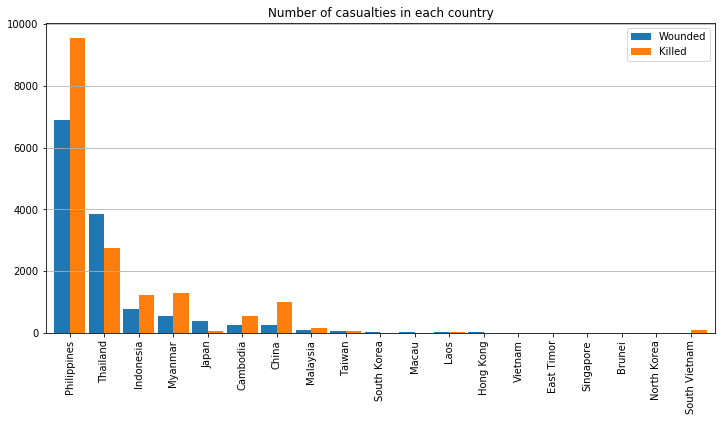 Number of casualties in each country
Wounded
Killed
10000
8000
6000
4000
2000
0
Philippines
Thailand
Indonesia
Myanmar
Japan
Cambodia
China
Malaysia
Taiwan
South Korea
Macau
Laos
Hong Kong
Vietnam
East Timor
Singapore
Brunei
North Korea
South Vietnam